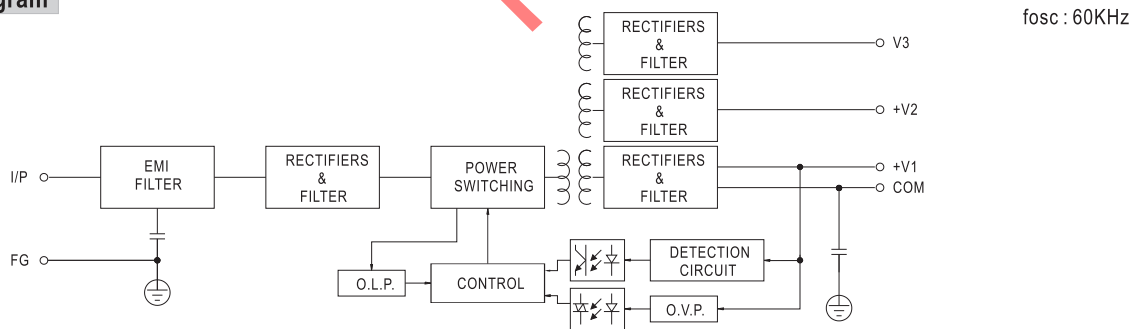 fosc : 60KHz
RECTIFIERS
&
FILTER
V3
RECTIFIERS
&
FILTER
+V2
I/P
EMI
FILTER
RECTIFIERS
&
FILTER
POWER
SWITCHING
RECTIFIERS
&
FILTER
+V1
COM
FG
O.L.P.
CONTROL
DETECTION
CIRCUIT
O.V.P.